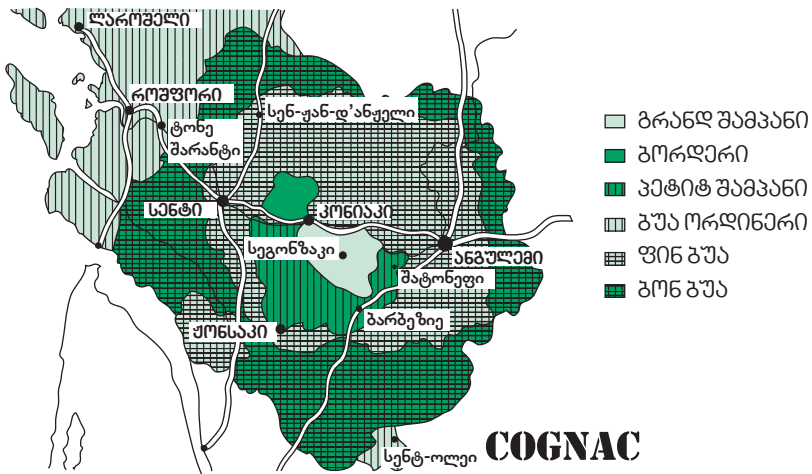 ლაროშელი
როშფორი
ტონე
შარანტი
სენ-ჟან-დ’ანჟელი
სენტი
კონიაკი
სეგონზაკი
ანგულემი
შატონეფი
ბარბეზიე
ჟონსაკი
სენტ-ოლეი
COGNAC
გრანდ შამპანი
ბორდერი
პეტიტ შამპანი
ბუა ორდინერი
ფინ ბუა
ბონ ბუა